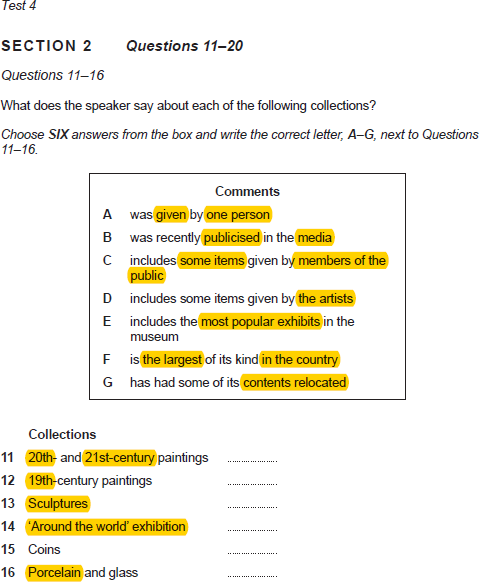 Test 4
SECTION 2 Questions 11–20
Questions 11–16
What does the speaker say about each of the following collections?
Choose SIX answers from the box and write the correct letter, A–G, next to Questions
11–16.
Comments
A was given by one person
B was recently publicised in the media
C includes some items given by members of the
public
D includes some items given by the artists
E includes the most popular exhibits in the
museum
F is the largest of its kind in the country
G has had some of its contents relocated
Collections
11 20th- and 21st-century paintings ....................
12 19th-century paintings ....................
13 Sculptures ....................
14 ‘Around the world’ exhibition ....................
15 Coins ....................
16 Porcelain and glass ....................